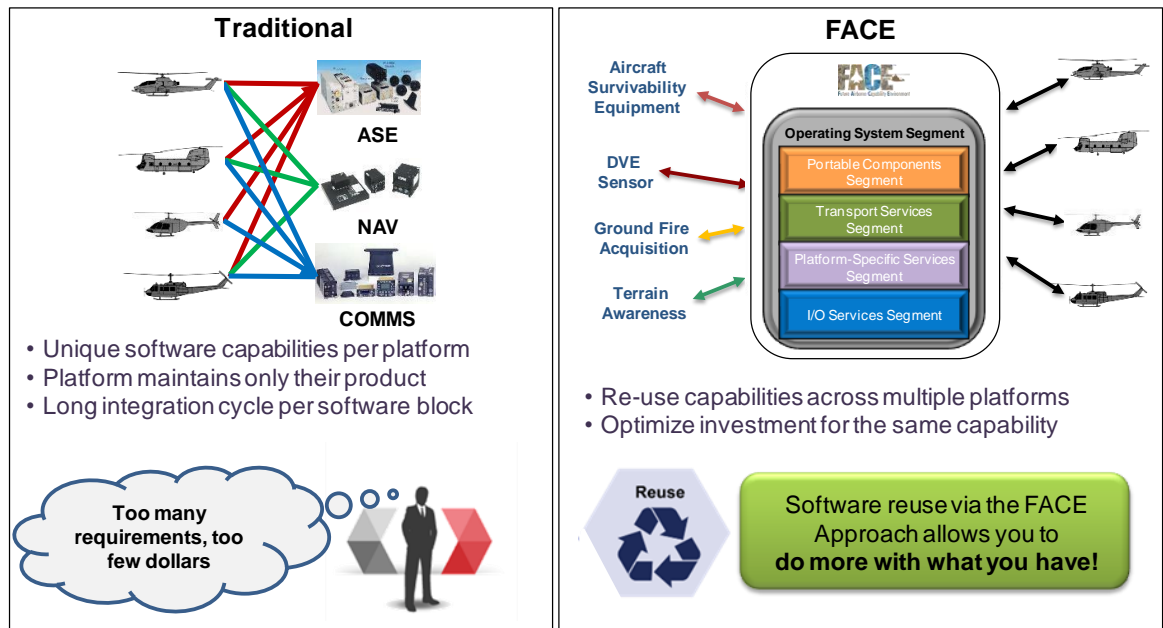 Traditional
ASE
NAV
COMMS
• Unique software capabilities per platform
• Platform maintains only their product
• Long integration cycle per software block
Too many
requirements, too
few dollars
FACE
Aircraft
Survivability
Equipment
DVE
Sensor
Ground Fire
Acquisition
Terrain
Awareness
FACE
Future Airborne Capability Environment
Operating System Segment
Portable Components
Segment
Transport Services
Segment
Platform-Specific Services
Segment
I/O Services Segment
• Re-use capabilities across multiple platforms
• Optimize investment for the same capability
Reuse
Software reuse via the FACE
Approach allows you to
do more with what you have!